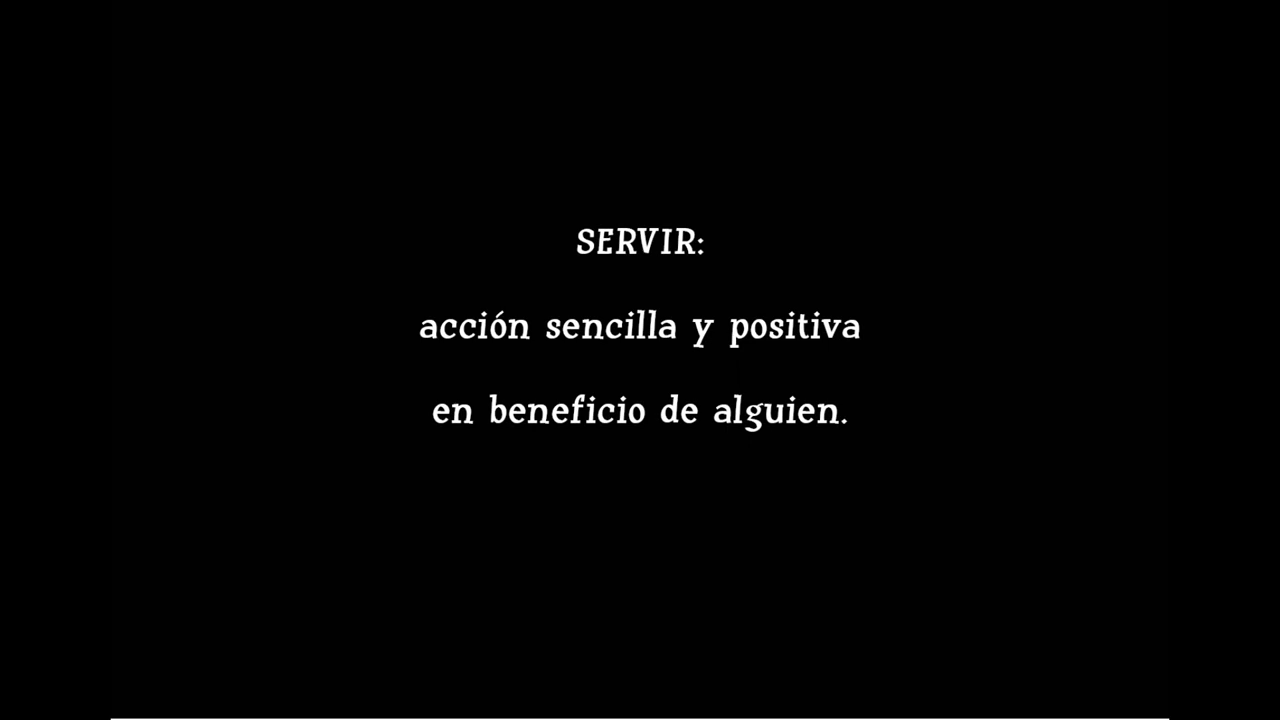 SERVIR:
acción sencilla y positiva
en beneficio de alguien.